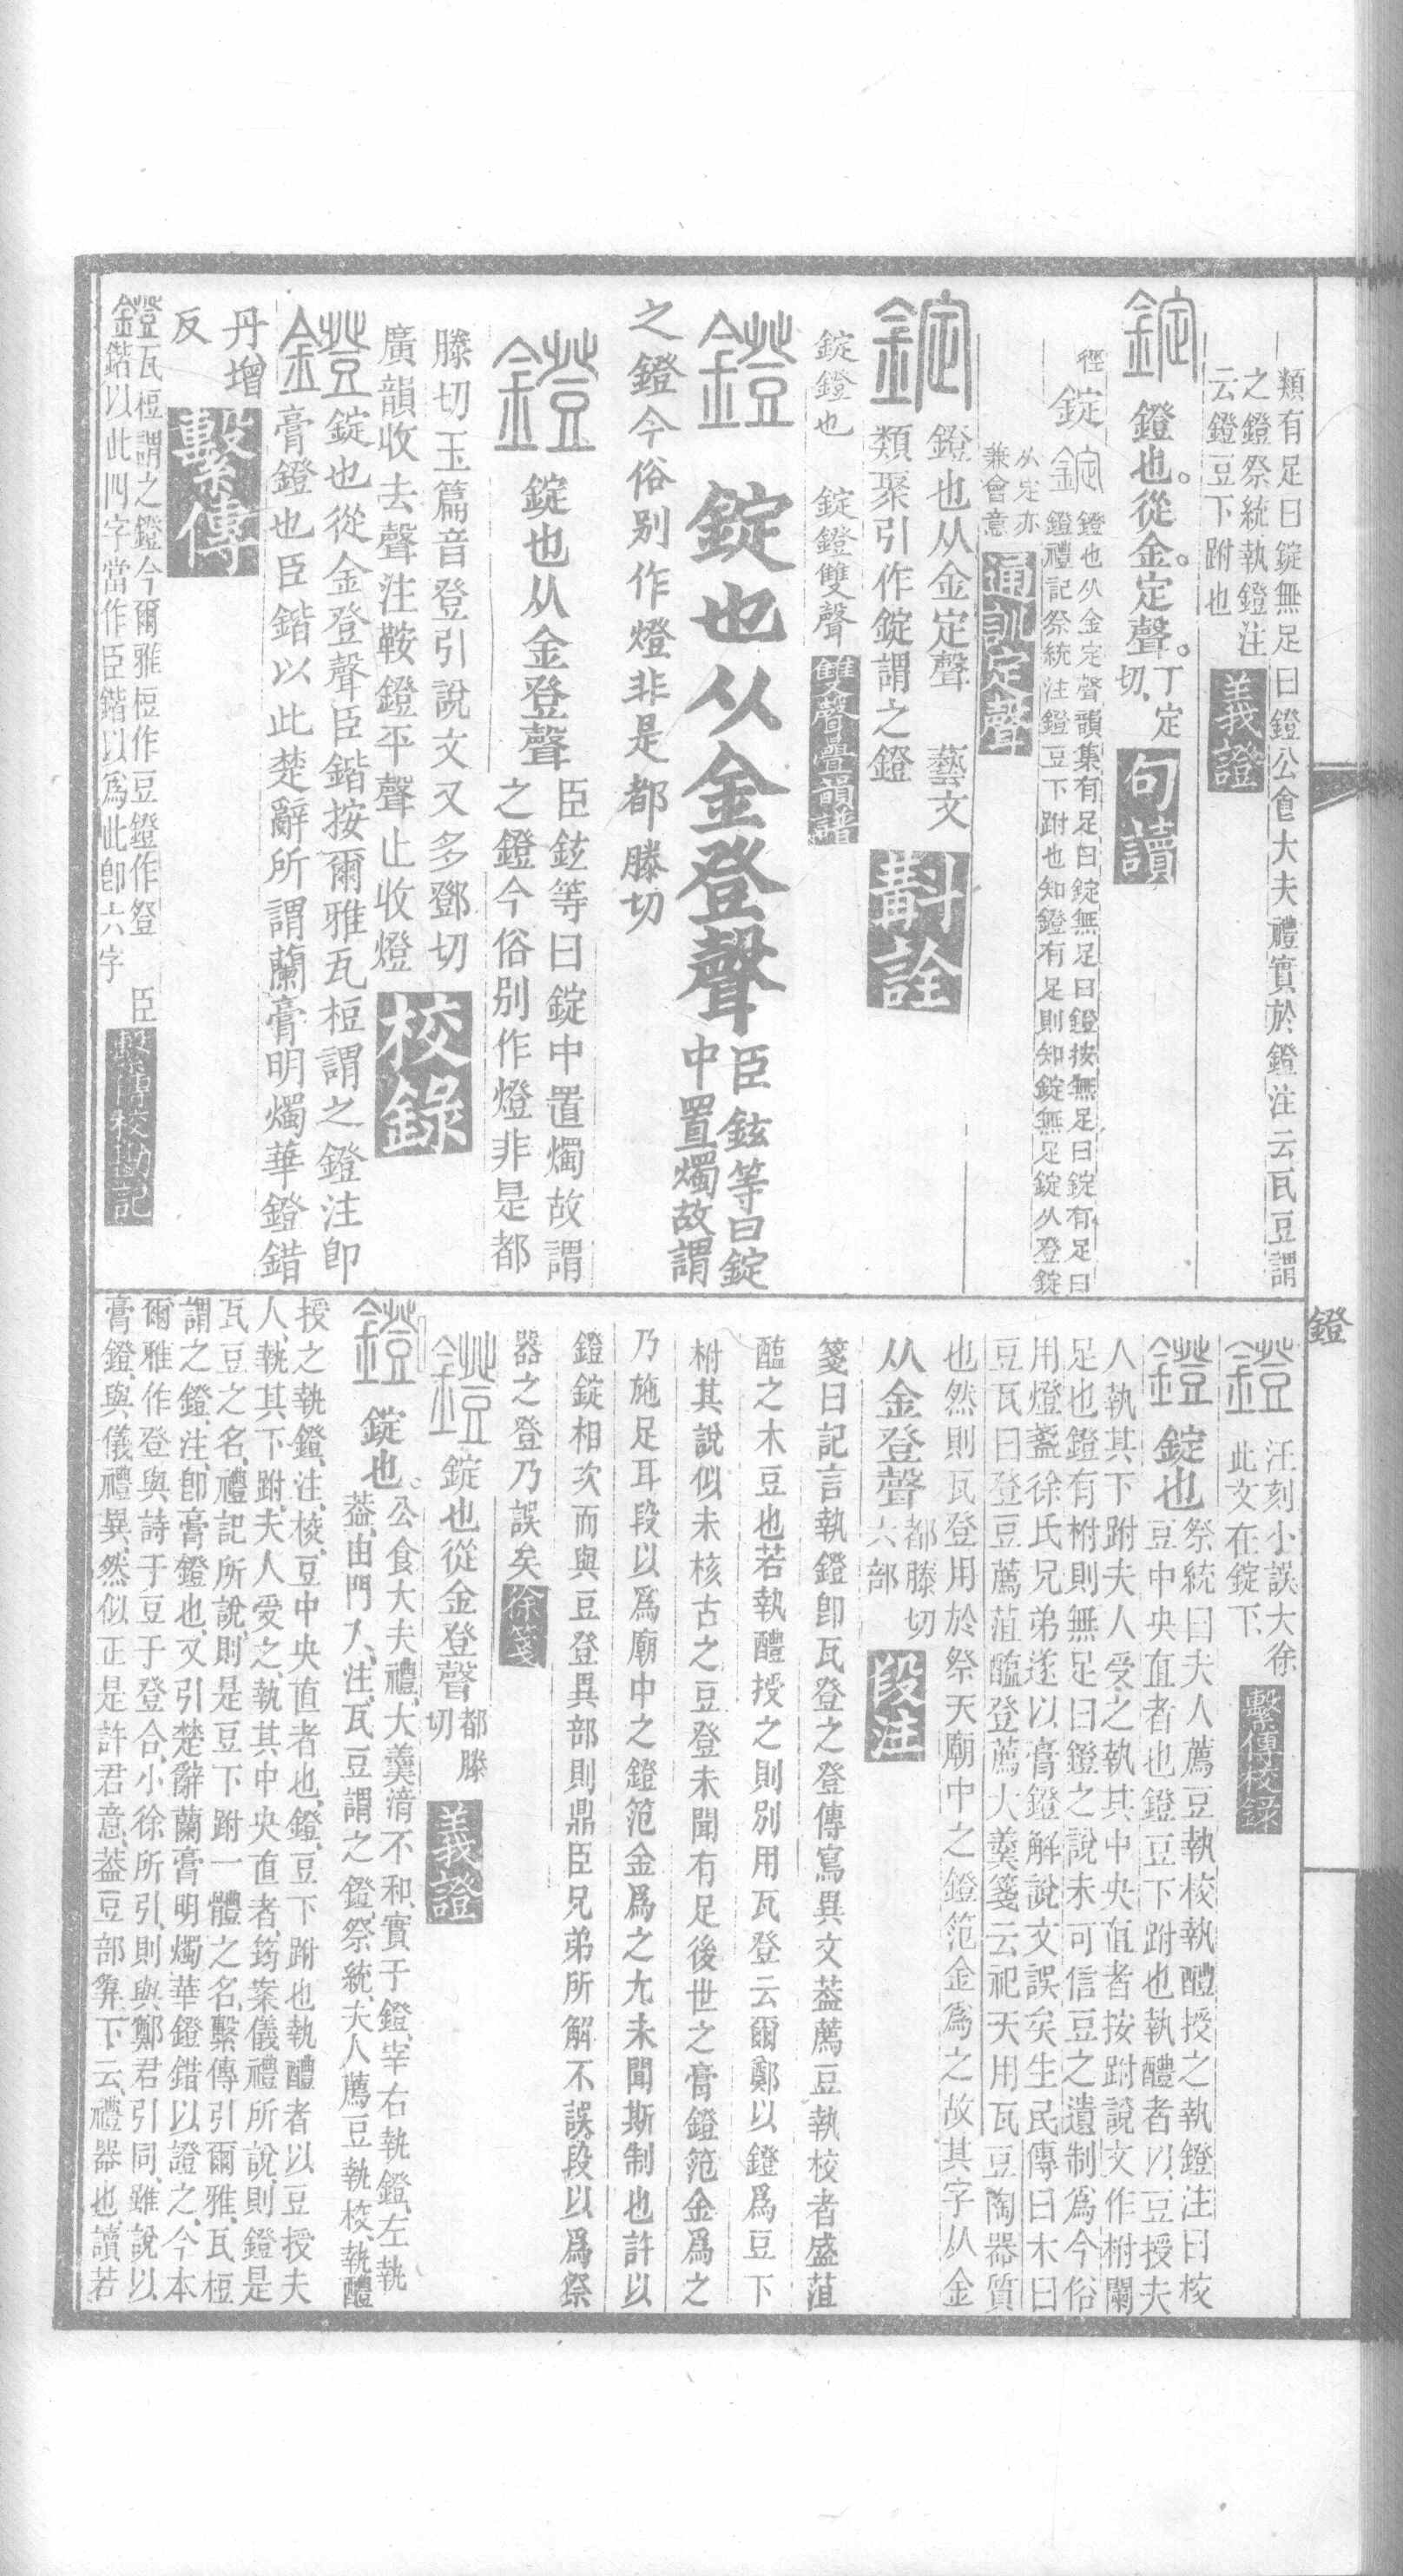 類有足曰錠無足曰鐙公食大夫禮實於鐙注云瓦豆謂
之鐙祭統執鐙注
云鐙豆下跗也
義證
錠 鐙也。從金。定聲。
丁定
切、
句讀
徑
錠
錠 鐙也从金定聲韻集有足曰錠無足曰鐙按無足曰錠有足曰
鐙禮記祭統注鐙豆下跗也知鐙有足則知錠無足錠从登錠
从定亦
兼會意
通訓定聲
錠 鐙也从金定聲 藝文
類聚引作錠謂之鐙
斠詮
錠鐙也 錠鐙雙聲
雙聲疊韻譜
鐙 錠也从金登聲
臣鉉等曰錠
中置燭故謂
之鐙今俗別作燈非是都滕切
鐙 錠也从金登聲
臣鉉等曰錠中置燭故謂
之鐙今俗別作燈非是都
滕切玉篇音登引說文又多鄧切
廣韻收去聲注鞍鐙平聲止收燈
校錄
鐙 錠也從金登聲臣鍇按爾雅瓦梪謂之鐙注卽
膏鐙也臣鍇以此楚辭所謂蘭膏明燭華鐙錯
丹增
反
繫傳
鐙 瓦梪謂之鐙今爾雅梪作豆鐙作登 臣
鍇以此四字當作臣鍇以爲此卽六字
繫傳校勘記
鐙
鐙 汪刻小誤大徐
此文在錠下
繫傳校錄
鐙 錠也
祭統曰夫人薦豆執校執醴授之執鐙注曰校
豆中央直者也鐙豆下跗也執醴者以豆授夫
人執其下跗夫人受之執其中央直者按跗說文作柎闌
足也鐙有柎則無足曰鐙之說未可信豆之遺制爲今俗
用燈盞徐氏兄弟遂以膏鐙解說文誤矣生民傳曰木曰
豆瓦曰登豆薦菹醢登薦大羹箋云祀天用瓦豆陶器質
也然則瓦登用於祭天廟中之鐙笵金爲之故其字从金
从金登聲
都滕切
六部
段注
箋曰記言執鐙卽瓦登之登傳寫異文葢薦豆執校者盛菹
醢之木豆也若執醴授之則別用瓦登云爾鄭以鐙爲豆下
柎其說似未核古之豆登未聞有足後世之膏鐙笵金爲之
乃施足耳段以爲廟中之鐙笵金爲之尢未聞斯制也許以
鐙錠相次而與豆登異部則鼎臣兄弟所解不誤段以爲祭
器之登乃誤矣
徐箋
鐙 錠也從金登聲
都滕
切
義證
鐙 錠也。
公食大夫禮、大羹湆不和、實于鐙、宰右執鐙、左執
葢、由門入、注、瓦豆謂之鐙、祭統、夫人薦豆執校、執醴
授之執鐙、注、校、豆中央直者也、鐙、豆下跗也執醴者以豆授夫
人、執其下跗、夫人受之、執其中央直者、筠案儀禮所說、則鐙是
瓦豆之名、禮記所說、則是豆下跗一體之名、繫傳引爾雅、瓦梪
謂之鐙、注、卽膏鐙也、又引楚辭蘭膏明燭華鐙錯以證之、今本
爾雅作登與詩于豆于登合、小徐所引、則與鄭君引同、雖說以
膏鐙、與儀禮異、然似正是許君意、葢豆部䇺下、云、禮器也、讀若